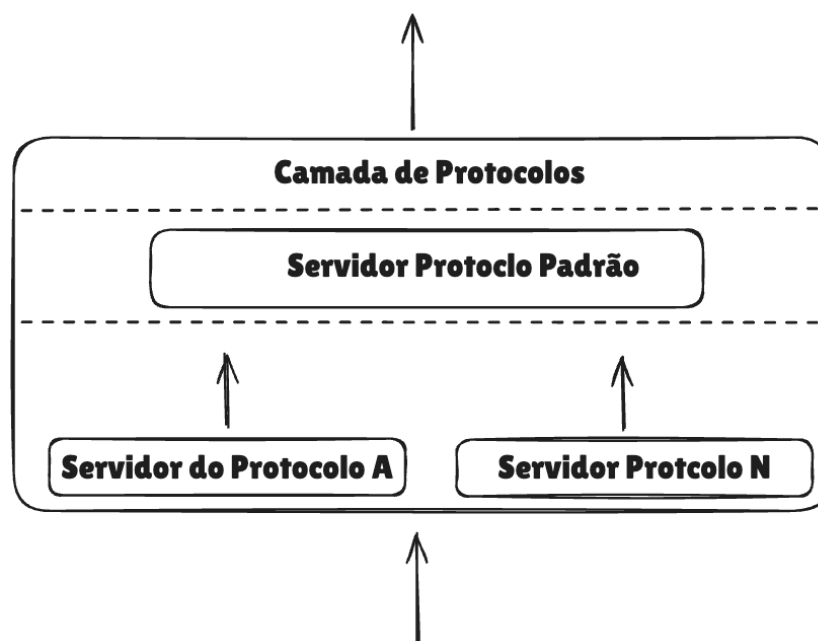 Camada de Protocolos
Servidor Protoclo Padrão
Servidor do Protocolo A
Servidor Protcolo N